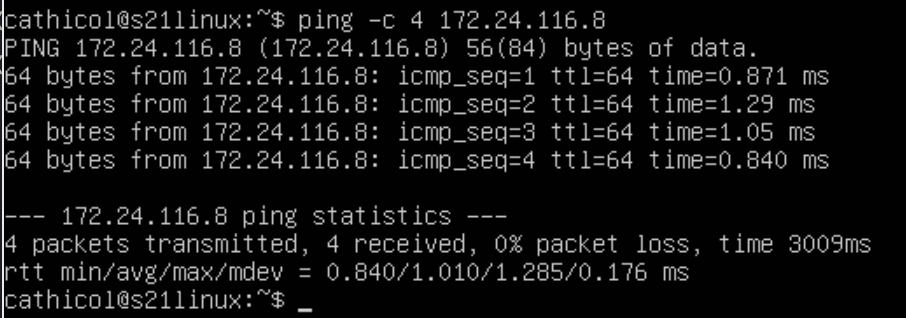 cathicol@s21linux:~$ ping -c 4 172.24.116.8
PING 172.24.116.8 (172.24.116.8) 56(84) bytes of data.
64 bytes from 172.24.116.8: icmp_seq=1 ttl=64 time=0.871 ms
64 bytes from 172.24.116.8: icmp_seq=2 ttl=64 time=1.29 ms
64 bytes from 172.24.116.8: icmp_seq=3 ttl=64 time=1.05 ms
64 bytes from 172.24.116.8: icmp_seq=4 ttl=64 time=0.840 ms

--- 172.24.116.8 ping statistics ---
4 packets transmitted, 4 received, 0% packet loss, time 3009ms
rtt min/avg/max/mdev = 0.840/1.010/1.285/0.176 ms
cathicol@s21linux:~$ _